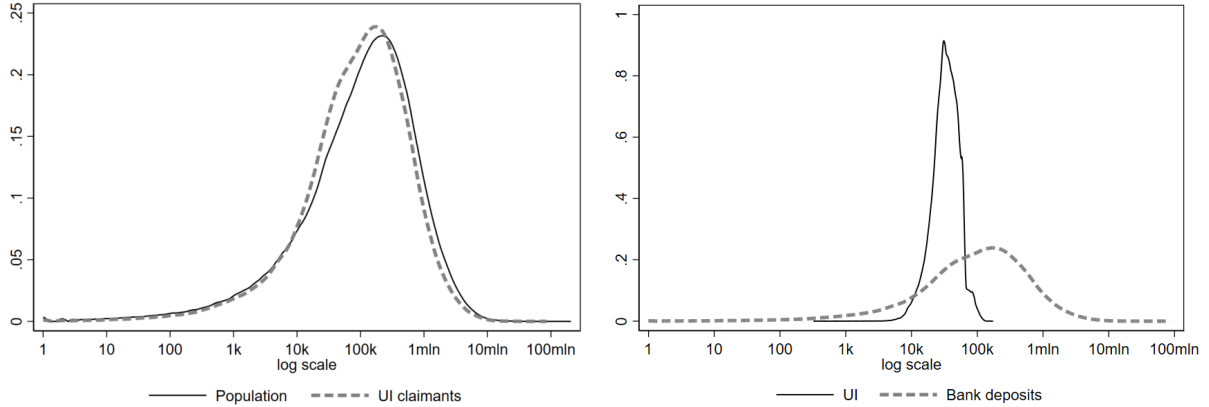 .25
.2
.15
.1
.05
0
1 10 100 1k 10k 100k 1mln 10mln 100mln
log scale
Population UI claimants
1
.8
.6
.4
.2
0
1 10 100 1k 10k 100k 1mln 10mln 100mln
log scale
UI Bank deposits